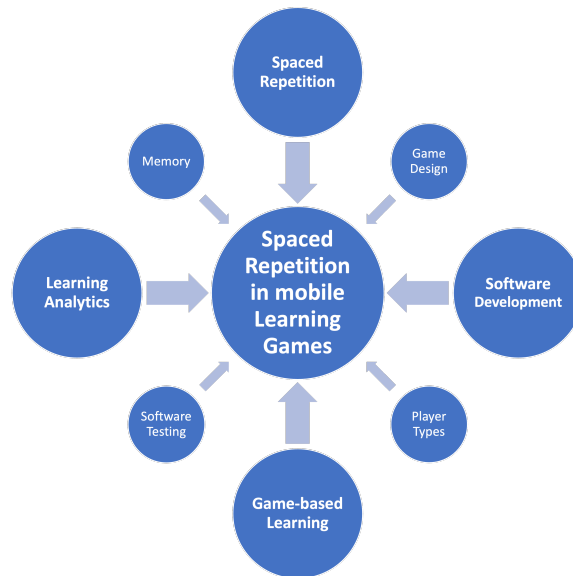 Spaced
Repetition
Memory
Game
Design
Learning
Analytics
Spaced
Repetition
in mobile
Learning
Games
Software
Development
Software
Testing
Player
Types
Game-based
Learning